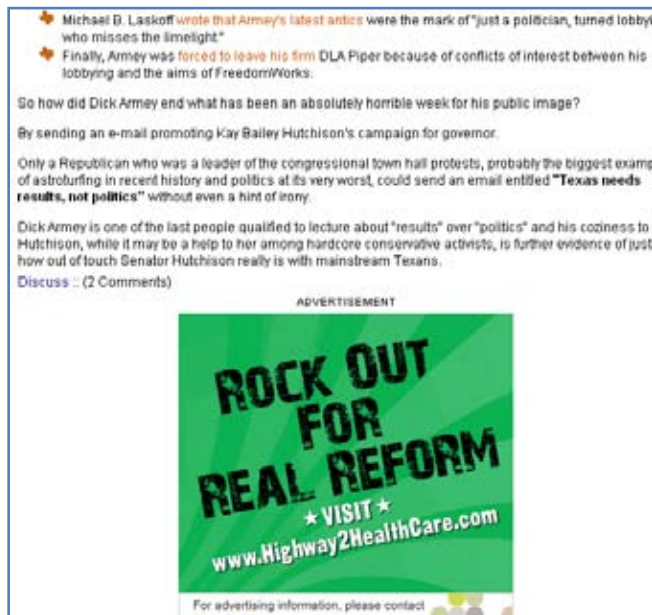 Michael B. Laskoff wrote that Armey's latest antics were the mark of "just a politician, turned lobbyi
who misses the limelight."
Finally, Armey was forced to leave his firm DLA Piper because of conflicts of interest between his
lobbying and the aims of FreedomWorks.
So how did Dick Armey end what has been an absolutely horrible week for his public image?
By sending an e-mail promoting Kay Bailey Hutchison's campaign for governor.
Only a Republican who was a leader of the congressional town hall protests, probably the biggest examp
of astroturfing in recent history and politics at its very worst, could send an email entitled "Texas needs
results, not politics" without even a hint of irony.
Dick Armey is one of the last people qualified to lecture about "results" over "politics" and his coziness to
Hutchison, while it may be a help to her among hardcore conservative activists, is further evidence of just
how out of touch Senator Hutchison really is with mainstream Texans.
Discuss :: (2 Comments)
ADVERTISEMENT
ROCK OUT
FOR
REAL REFORM
★ VISIT ★
www.Highway2HealthCare.com
For advertising information, please contact